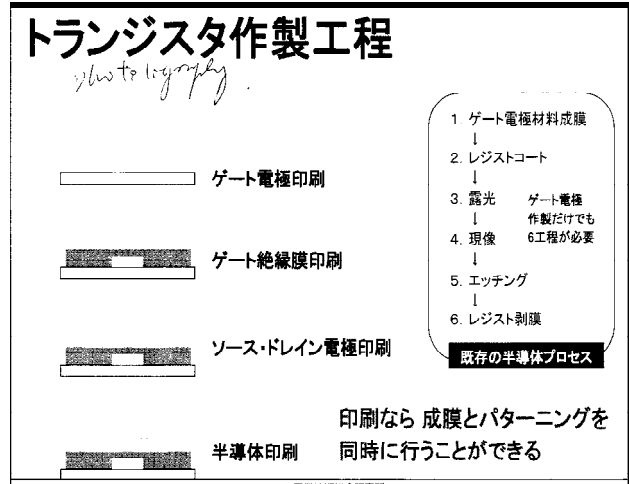 トランジスタ作製工程
ゲート電極印刷
ゲート絶縁膜印刷
ソース・ドレイン電極印刷
半導体印刷
1. ゲート電極材料成膜
↓
2. レジストコート
↓
3. 露光
↓
4. 現像
↓
5. エッチング
↓
6. レジスト剥膜
ゲート電極
作製だけでも
6工程が必要
既存の半導体プロセス
印刷なら 成膜とパターニングを
同時に行うことができる